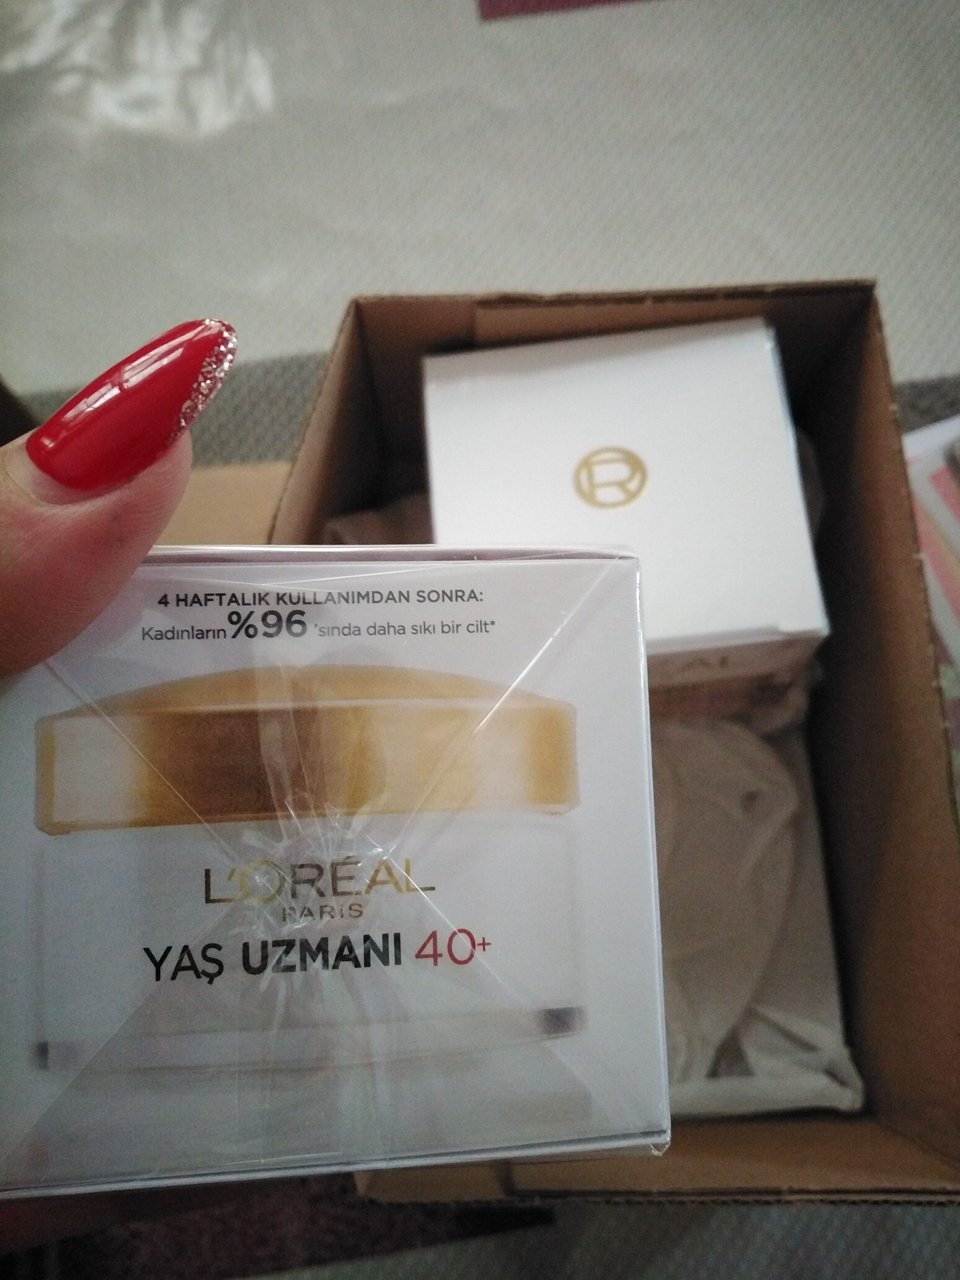 4 HAFTALIK KULLANIMDAN SONRA:
Kadınların %96 'sında daha sıkı bir cilt*
L'ORÉAL
PARIS
YAŞ UZMANI 40+